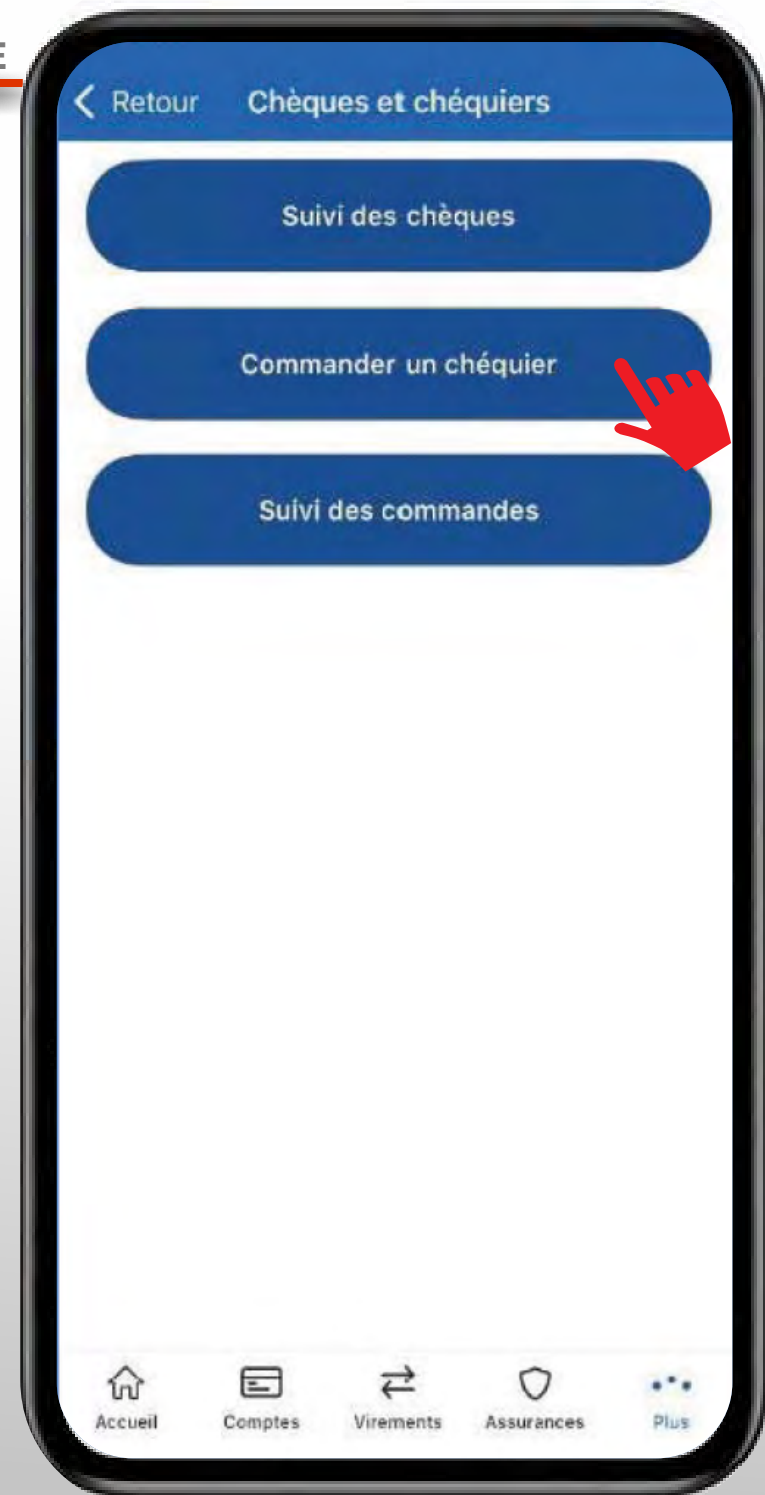 E
Retour Chèques et chéquiers
Suivi des chèques
Commander un chéquier
Suivi des commandes
Accueil Comptes Virements Assurances Plus